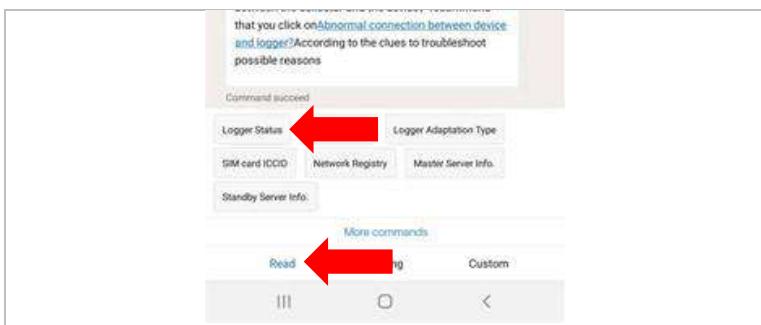 that you click onAbnormal connection between device
and logger?According to the clues to troubleshoot
possible reasons
Command succeed
Logger Status Logger Adaptation Type
SIM card ICCID Network Registry Master Server Info.
Standby Server Info.
More commands
Read ng Custom